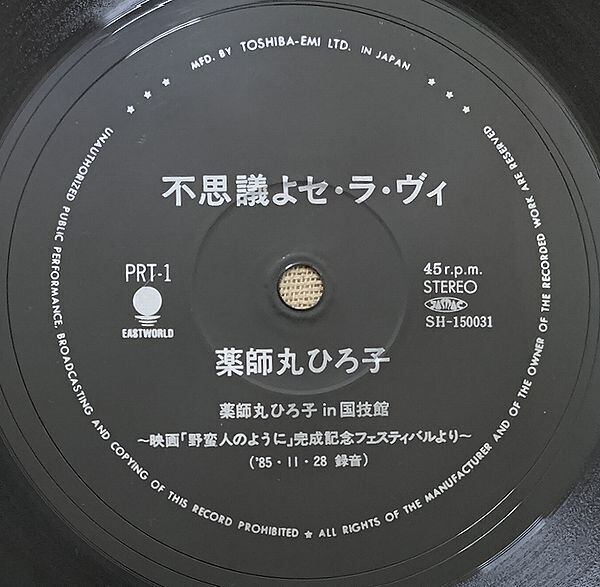 MFD. BY TOSHIBA-EMI LTD. IN JAPAN
不思議よセ・ラ・ヴィ
PRT-1
EASTWORLD
45 r.p.m.
STEREO
JASRAC
SH-150031
薬師丸ひろ子
薬師丸ひろ子 in 国技館
〜映画「野蛮人のように」完成記念フェスティバルより〜
('85・11・28 録音)
★ ★ ★ UNAUTHORIZED PUBLIC PERFORMANCE, BROADCASTING AND COPYING OF THIS RECORD PROHIBITED ★ ALL RIGHTS OF THE MANUFACTURER AND OF THE OWNER OF THE RECORDED WORK ARE RESERVED ★ ★ ★